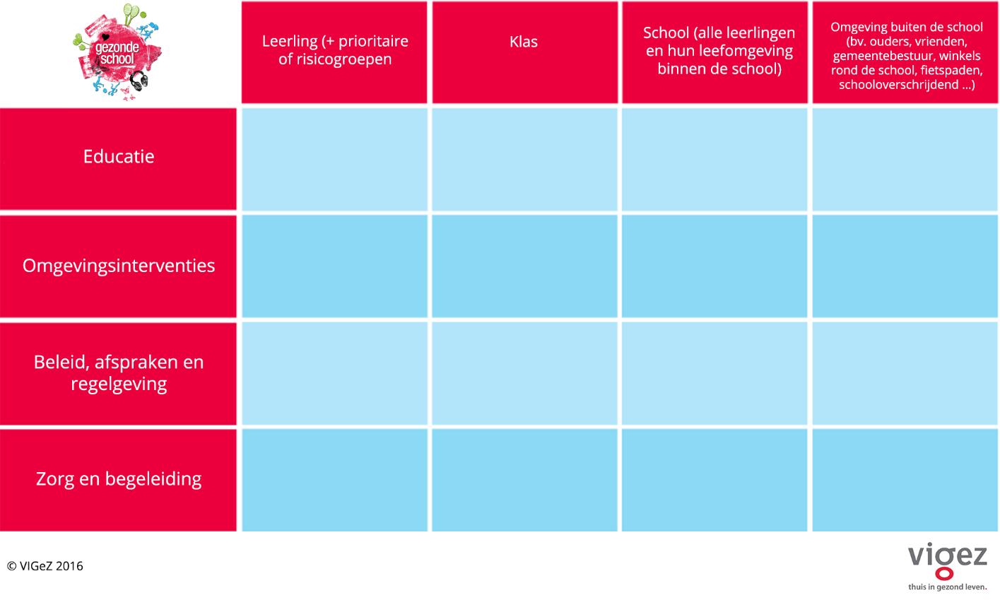 gezonde
school
Leerling (+ prioritaire
of risicogroepen
Klas
School (alle leerlingen
en hun leefomgeving
binnen de school)
Omgeving buiten de school
(bv. ouders, vrienden,
gemeentebestuur, winkels
rond de school, fietspaden,
schooloverschrijdend ...)
Educatie
Omgevingsinterventies
Beleid, afspraken en
regelgeving
Zorg en begeleiding
© VIGeZ 2016
vigez
thuis in gezond leven.